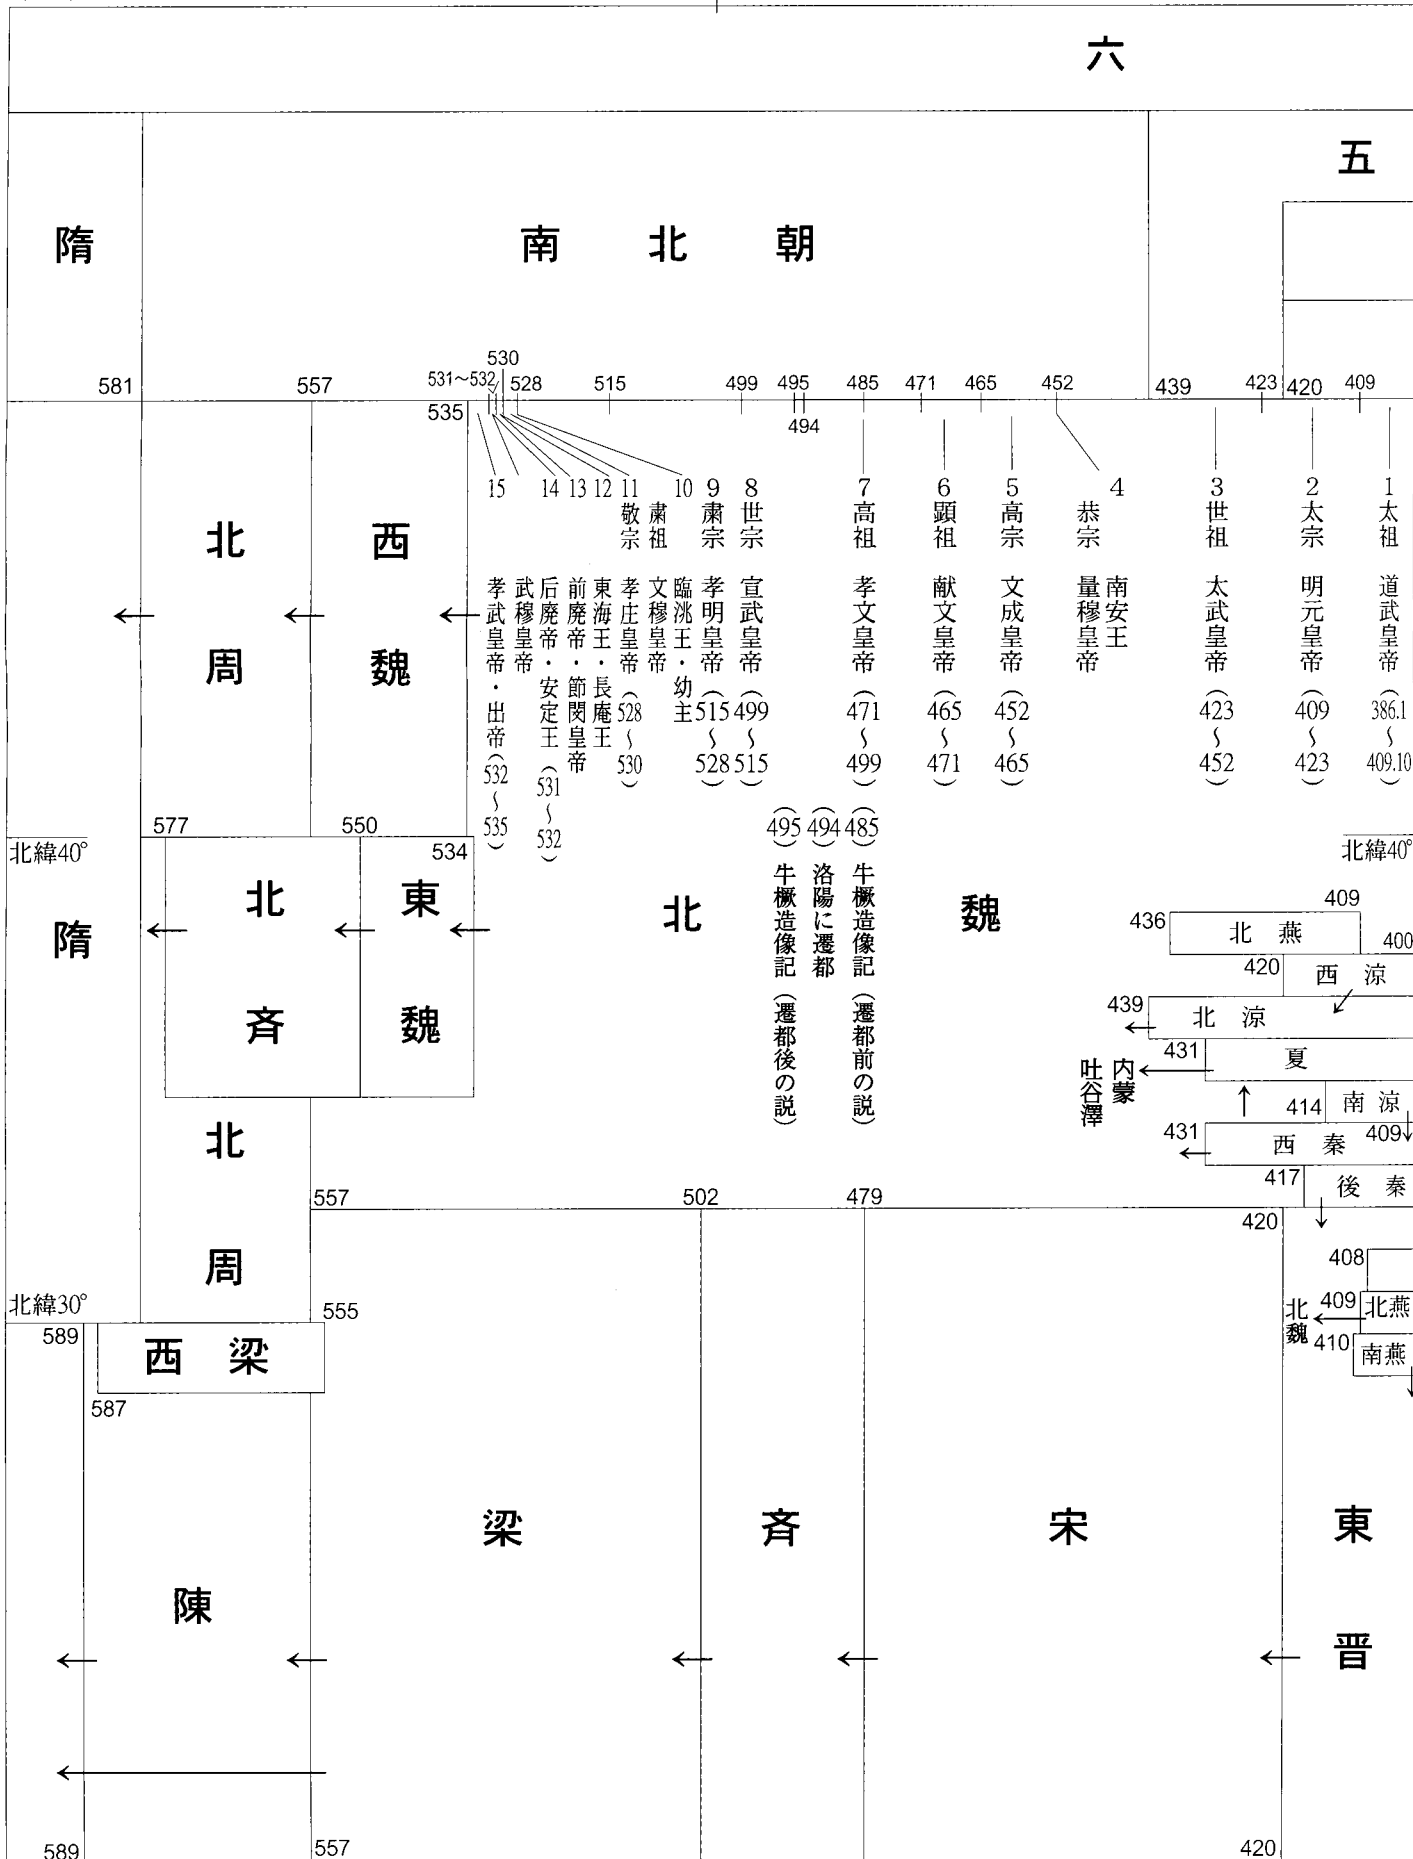 六
五
南北朝
隋
409
420
423
439
452
465
471
485
494
495
499
515
528
530
531〜532
535
557
581
1 太祖 道武皇帝（386.1〜409.10）
2 太宗 明元皇帝（409〜423）
3 世祖 太武皇帝（423〜452）
4 南安王
恭宗 量穆皇帝
5 高宗 文成皇帝（452〜465）
6 顕祖 献文皇帝（465〜471）
7 高祖 孝文皇帝（471〜499）
8 世宗 宣武皇帝（499〜515）
9 粛宗 孝明皇帝（515〜528）
10 臨洮王・幼主
粛祖 文穆皇帝
11 敬宗 孝庄皇帝（528〜530）
12 東海王・長庵王
13 前廃帝・節閔皇帝
14 后廃帝・安定王（531〜532）
武穆皇帝
15 孝武皇帝・出帝（532〜535）
（485）牛橛造像記（遷都前の説）
（494）洛陽に遷都
（495）牛橛造像記（遷都後の説）
西魏
北周
北緯40°
北緯40°
409
436
北燕
400
420
西涼
439
北涼
431
夏
内蒙
吐谷澤
414
南涼
431
西秦
409
417
後秦
北魏
534
東魏
550
577
北斉
隋
北周
408
409
北燕
北魏
410
南燕
420
479
502
557
555
北緯30°
589
西梁
587
東晋
宋
斉
梁
陳
420
557
589